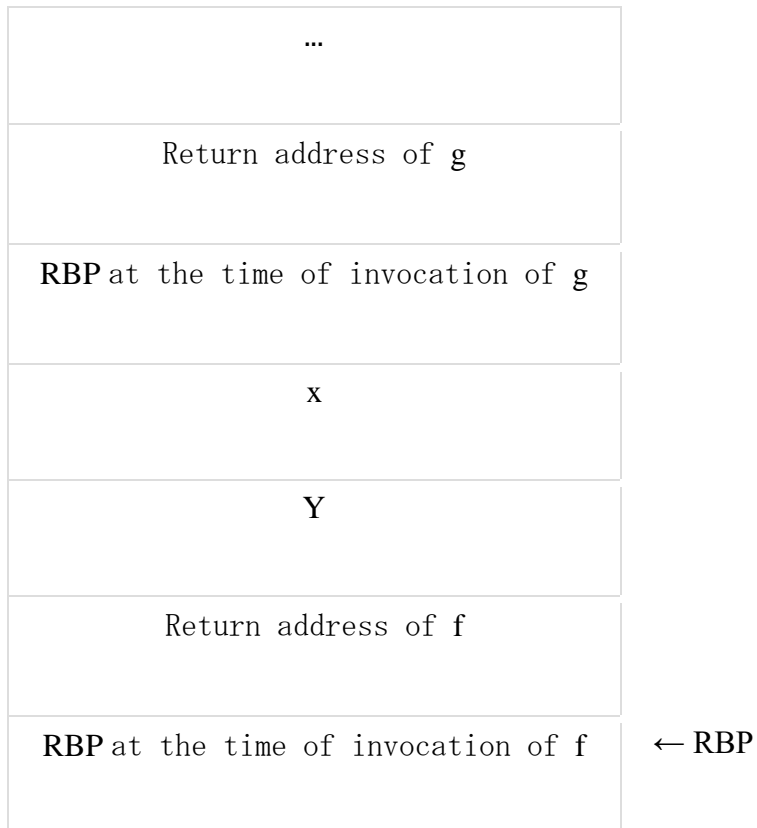 ...
Return address of g
RBP at the time of invocation of g
x
Y
Return address of f
RBP at the time of invocation of f ← RBP